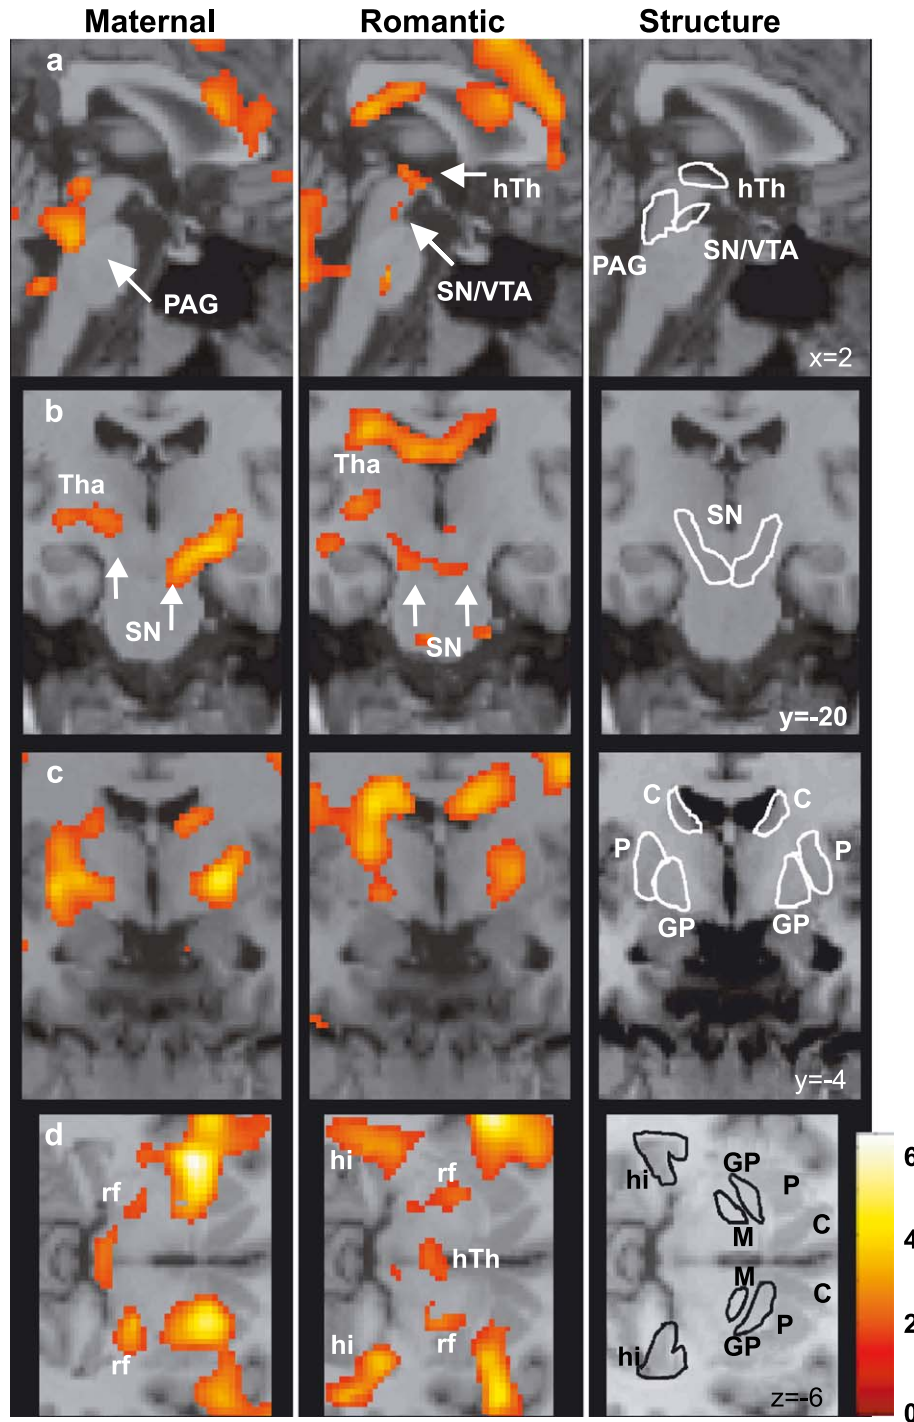 Maternal Romantic Structure
a
hTh hTh
SN/VTA
PAG SN/VTA PAG
x=2
b
Tha Tha
SN
SN SN
y=-20
c
C C
P P
GP GP
y=-4
d
hi hi GP P
rf rf
C
M
hTh
M
C
P
rf hi rf hi GP
z=-6
6
4
2
0